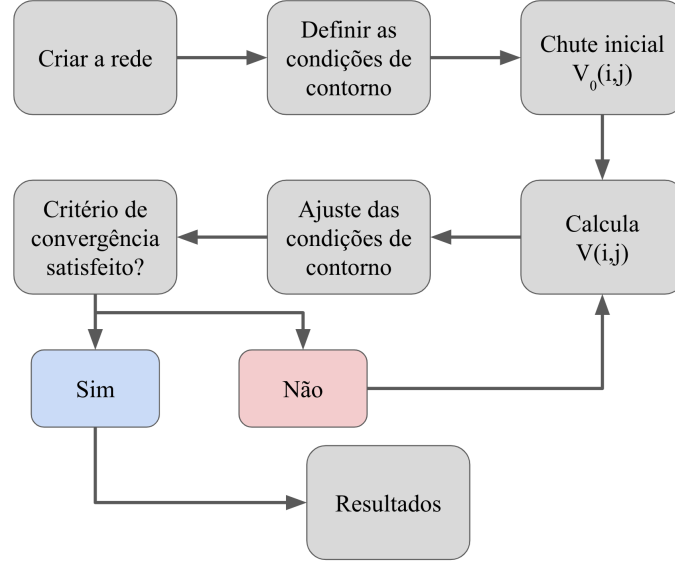 Criar a rede
Definir as
condições de
contorno
Chute inicial
V₀(i,j)
Critério de
convergência
satisfeito?
Ajuste das
condições de
contorno
Calcula
V(i,j)
Sim
Não
Resultados